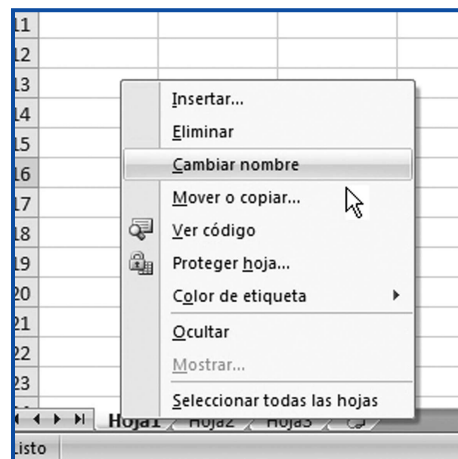 11
12
13
Insertar...
14
Eliminar
15
Cambiar nombre
16
Mover o copiar...
17
Ver código
18
Proteger hoja...
19
Color de etiqueta
20
21
Ocultar
22
Mostrar...
23
Seleccionar todas las hojas
Hoja1 Hoja2 Hoja3
Listo